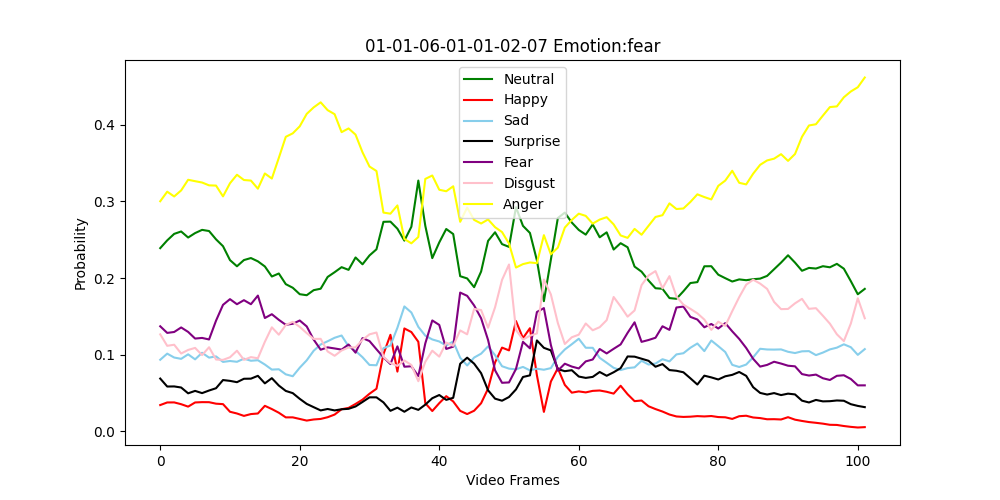 01-01-06-01-01-02-07 Emotion:fear
Neutral
Happy
Sad
Surprise
Fear
Disgust
Anger
Probability
0.4
0.3
0.2
0.1
0.0
0 20 40 60 80 100
Video Frames